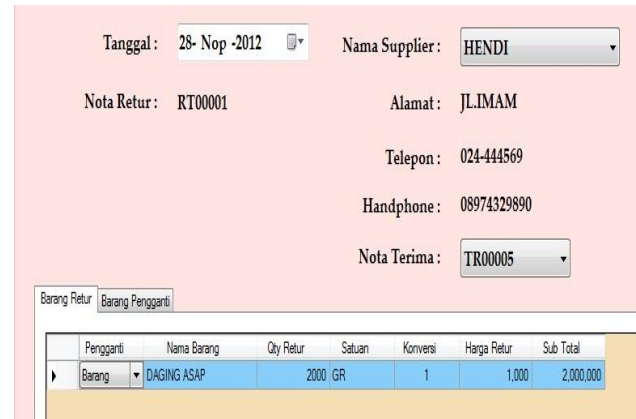 Tanggal : 28- Nop -2012 Nama Supplier : HENDI
Nota Retur : RT00001 Alamat : JL.IMAM
Telepon : 024-444569
Handphone : 08974329890
Nota Terima : TR00005
Barang Retur Barang Pengganti
Pengganti Nama Barang Qty Retur Satuan Konversi Harga Retur Sub Total
Barang DAGING ASAP 2000 GR 1 1,000 2,000,000